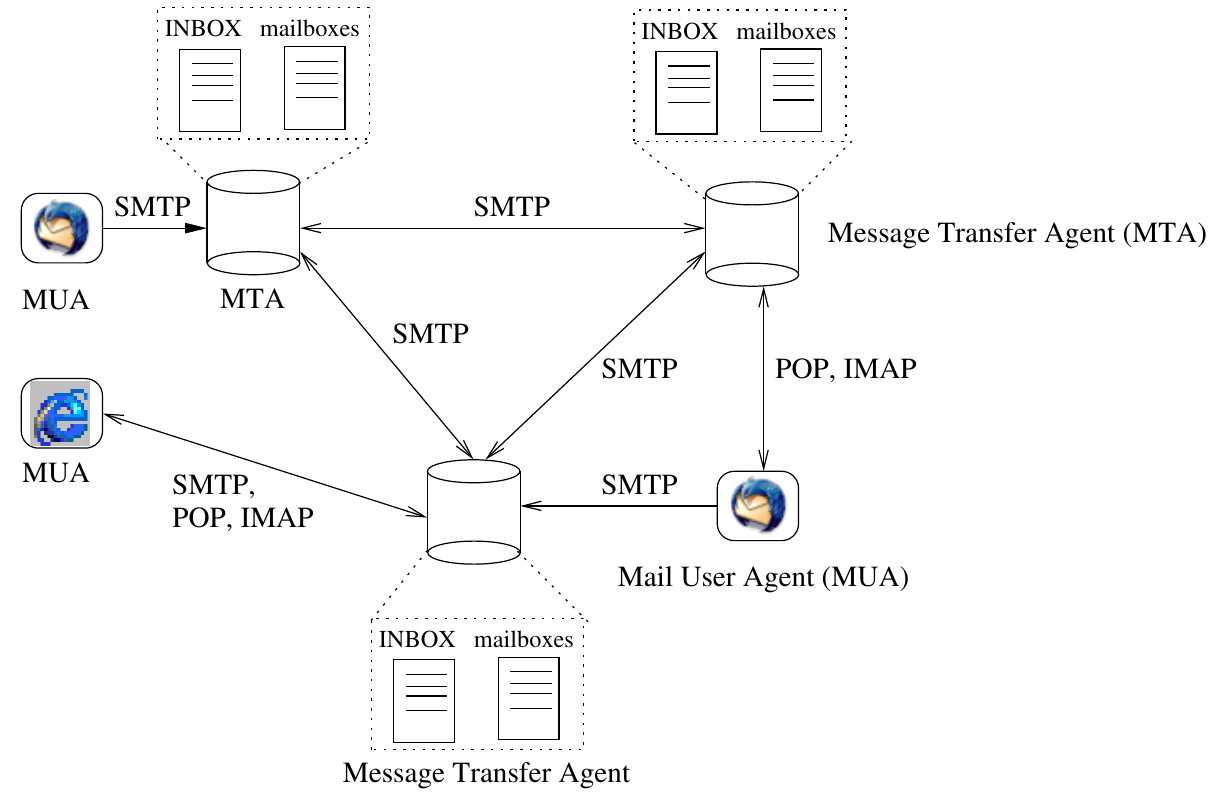 INBOX mailboxes
INBOX mailboxes
SMTP
SMTP
Message Transfer Agent (MTA)
MUA
MTA
SMTP
SMTP
POP, IMAP
MUA
SMTP,
POP, IMAP
SMTP
Mail User Agent (MUA)
INBOX mailboxes
Message Transfer Agent